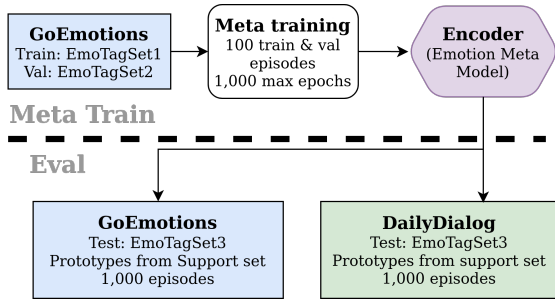 GoEmotions
Train: EmoTagSet1
Val: EmoTagSet2
Meta training
100 train & val
episodes
1,000 max epochs
Encoder
(Emotion Meta
Model)
Meta Train
Eval
GoEmotions
Test: EmoTagSet3
Prototypes from Support set
1,000 episodes
DailyDialog
Test: EmoTagSet3
Prototypes from support set
1,000 episodes